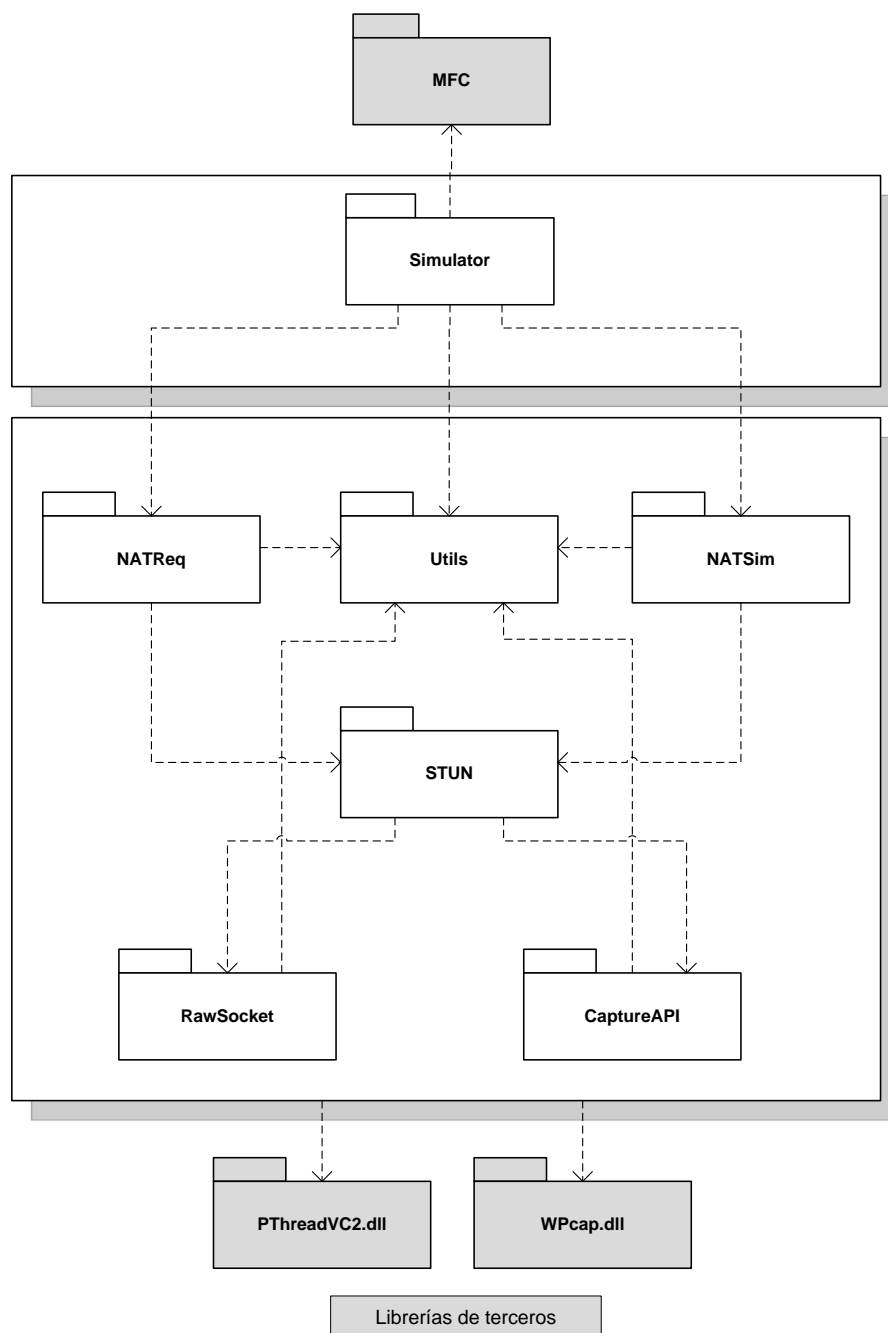 MFC
Simulator
NATReq
Utils
NATSim
STUN
RawSocket
CaptureAPI
PThreadVC2.dll
WPcap.dll
Librerías de terceros